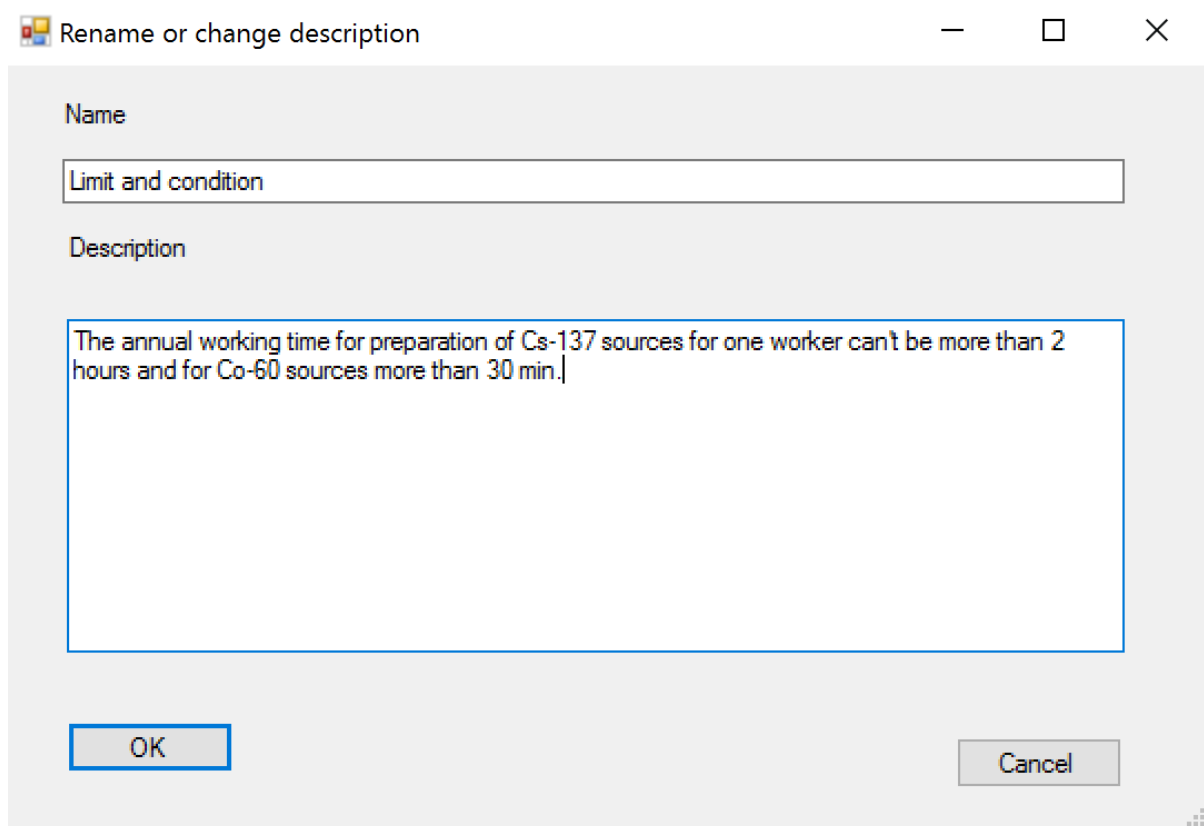 Rename or change description
Name
Limit and condition
Description
The annual working time for preparation of Cs-137 sources for one worker can't be more than 2
hours and for Co-60 sources more than 30 min.
OK
Cancel